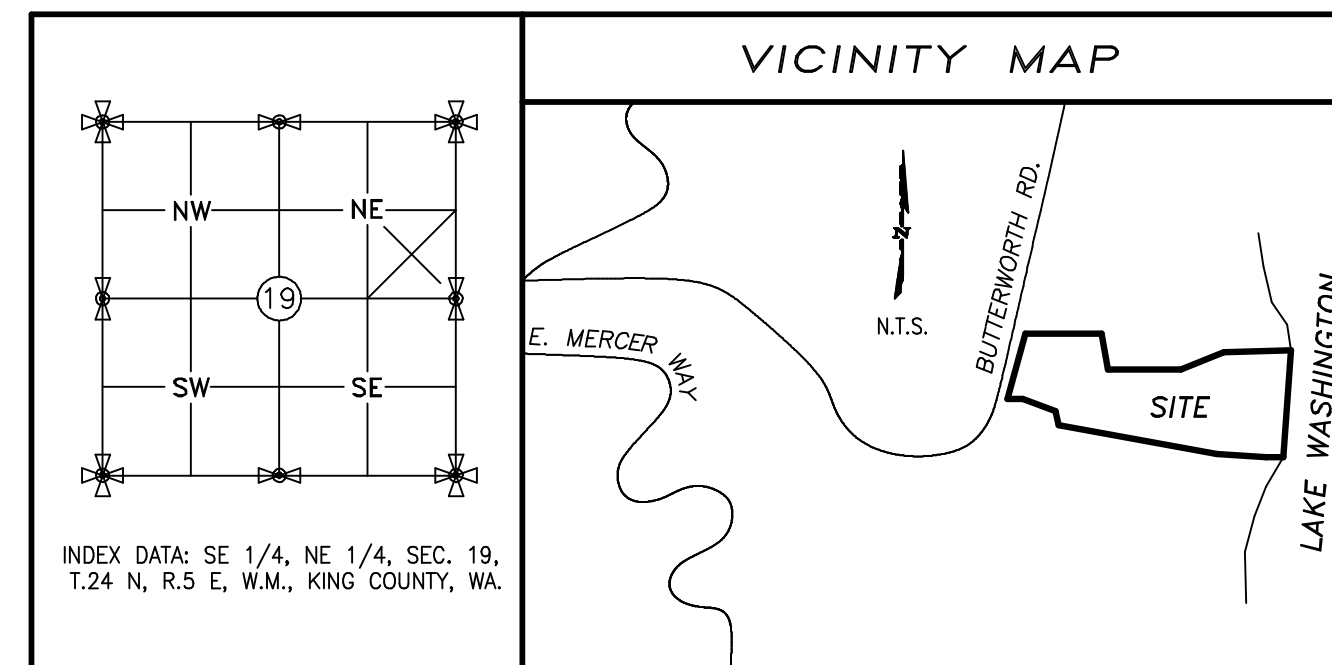 VICINITY MAP
NW
NE
19
SW
SE
INDEX DATA: SE 1/4, NE 1/4, SEC. 19,
T.24 N, R.5 E, W.M., KING COUNTY, WA.
N
N.T.S.
BUTTERWORTH RD.
E. MERCER WAY
SITE
LAKE WASHINGTON